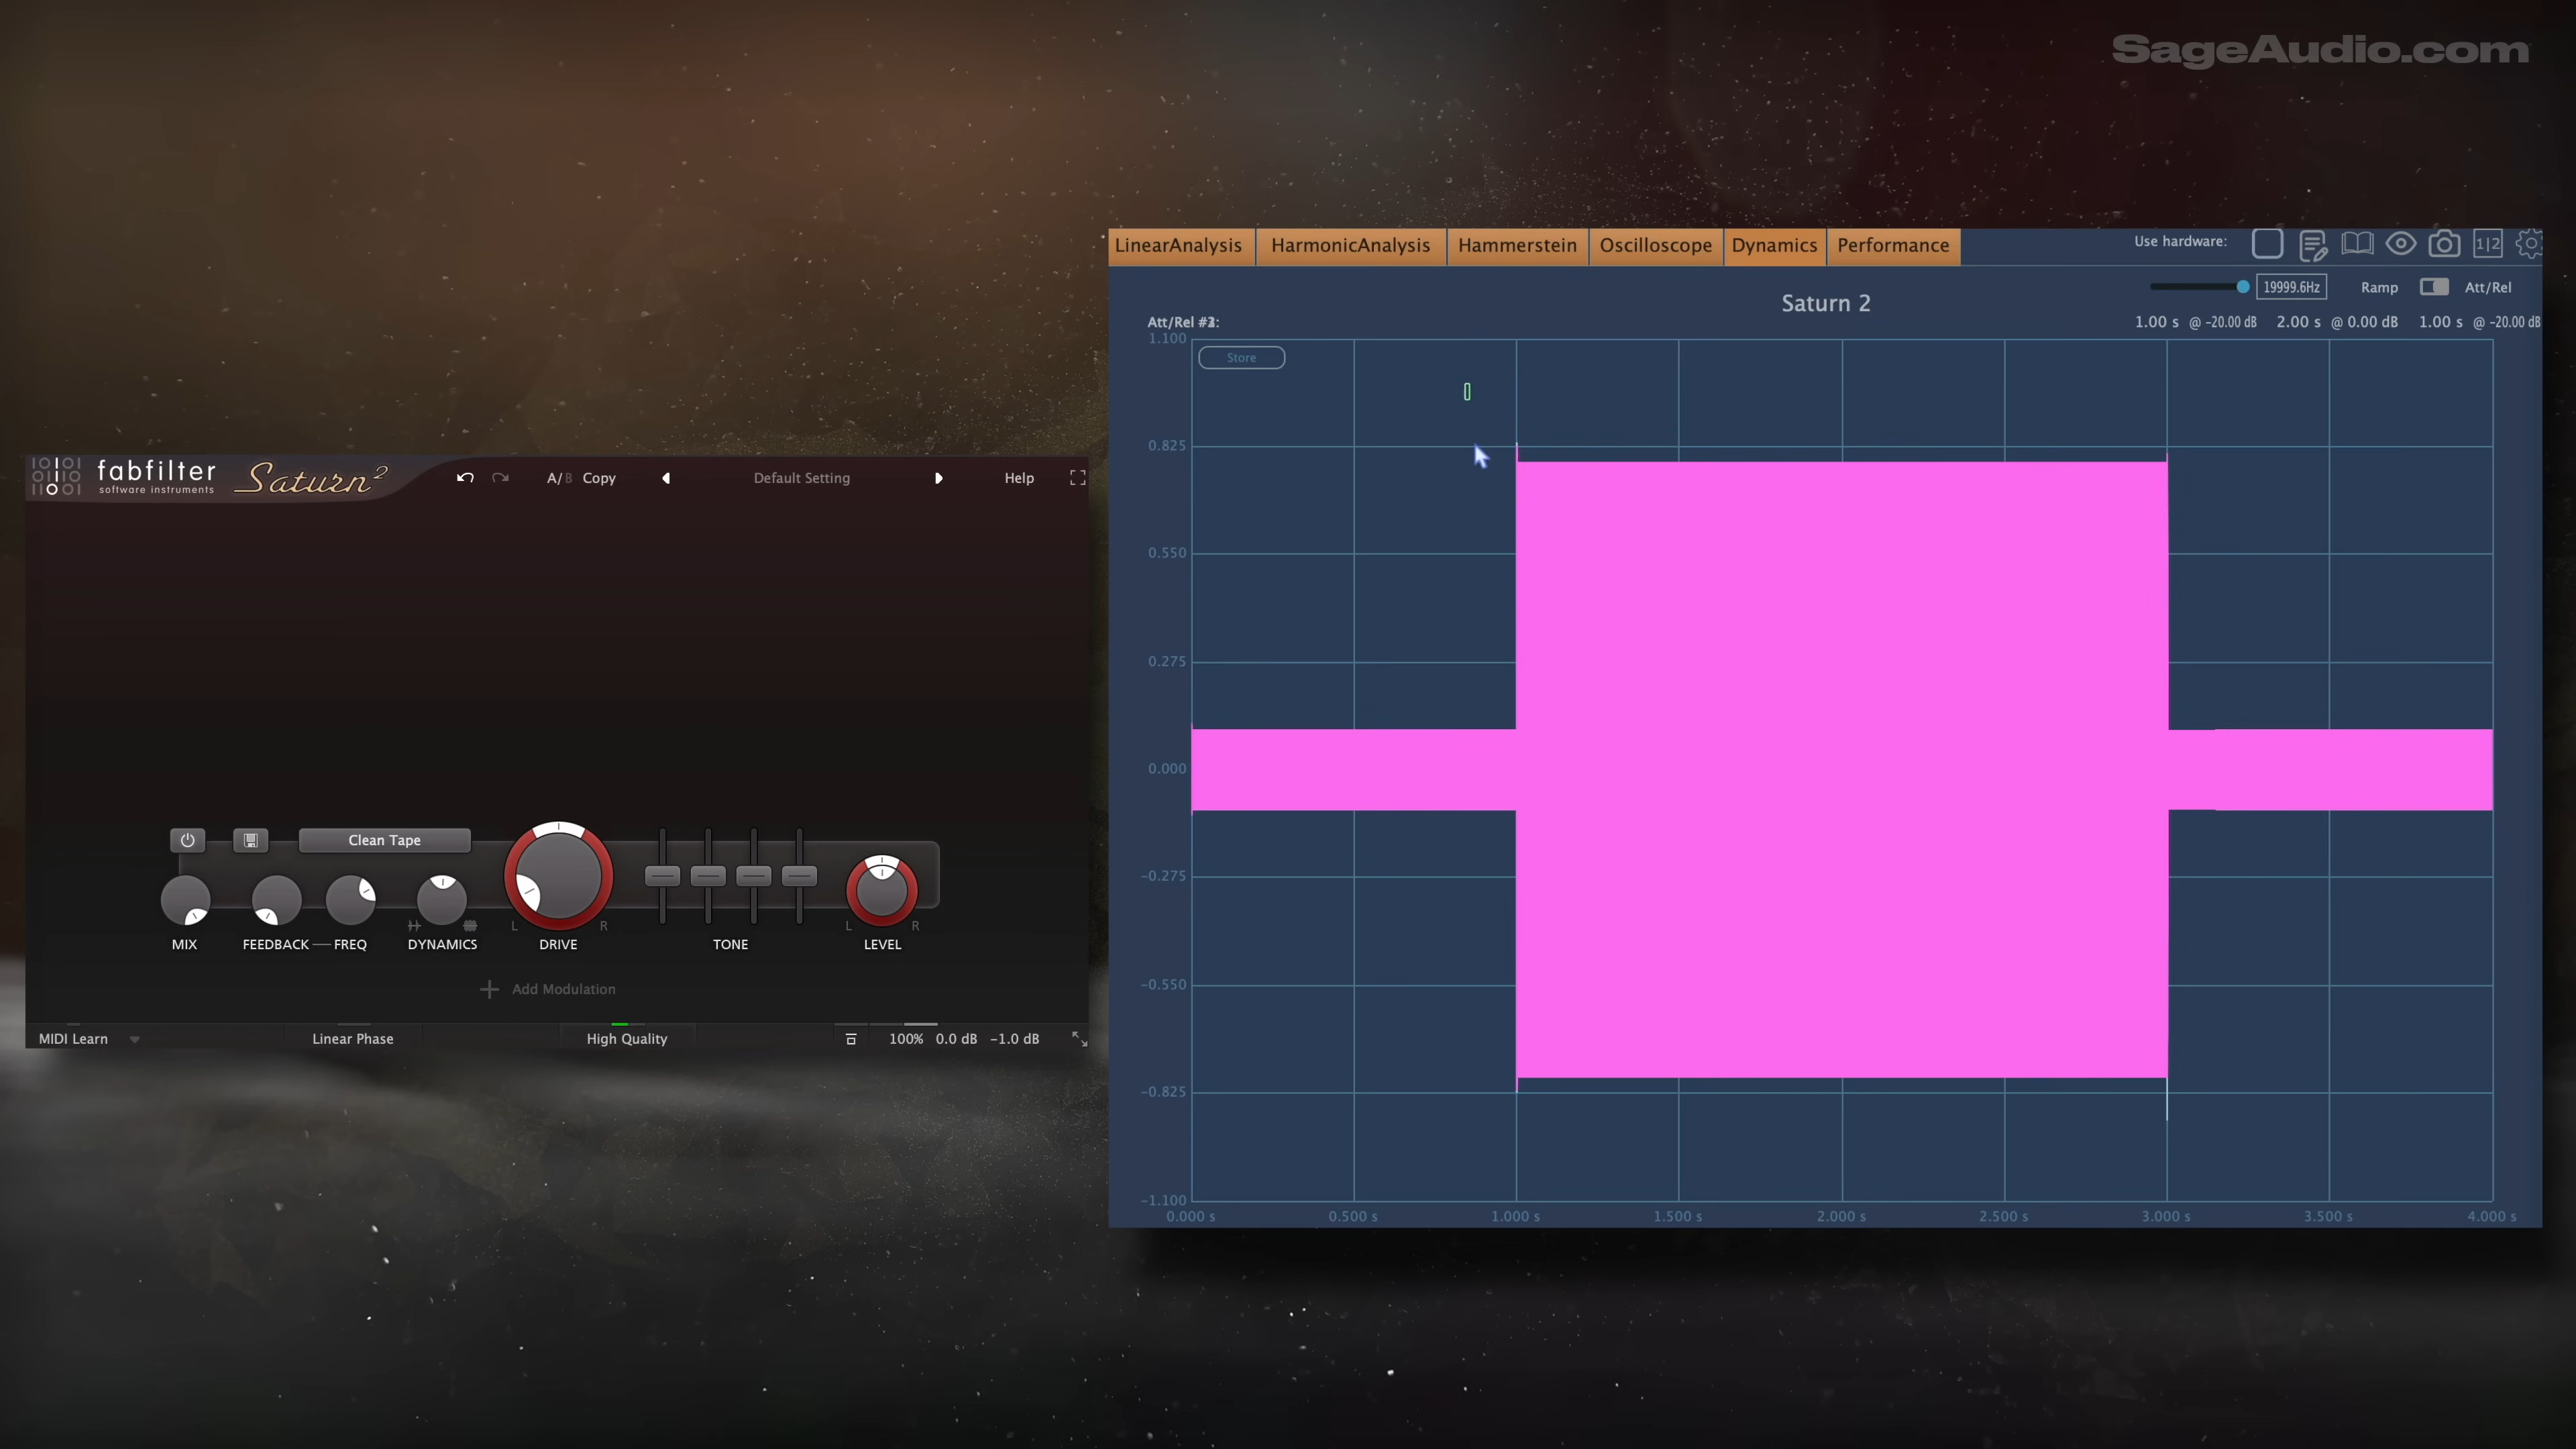 SageAudio.com
LinearAnalysis HarmonicAnalysis Hammerstein Oscilloscope Dynamics Performance Use hardware: 1|2
19999.6Hz Ramp Att/Rel
Saturn 2
1.00 s @ -20.00 dB 2.00 s @ 0.00 dB 1.00 s @ -20.00 dB
Store
1.100
0.825
0.550
0.275
0.000
-0.275
-0.550
-0.825
-1.100
0.000 s 0.500 s 1.000 s 1.500 s 2.000 s 2.500 s 3.000 s 3.500 s 4.000 s
fabfilter Saturn 2
software instruments
A/B Copy Default Setting Help
Clean Tape
L R L R
MIX FEEDBACK FREQ DYNAMICS DRIVE TONE LEVEL
Add Modulation
MIDI Learn Linear Phase High Quality 100% 0.0 dB -1.0 dB